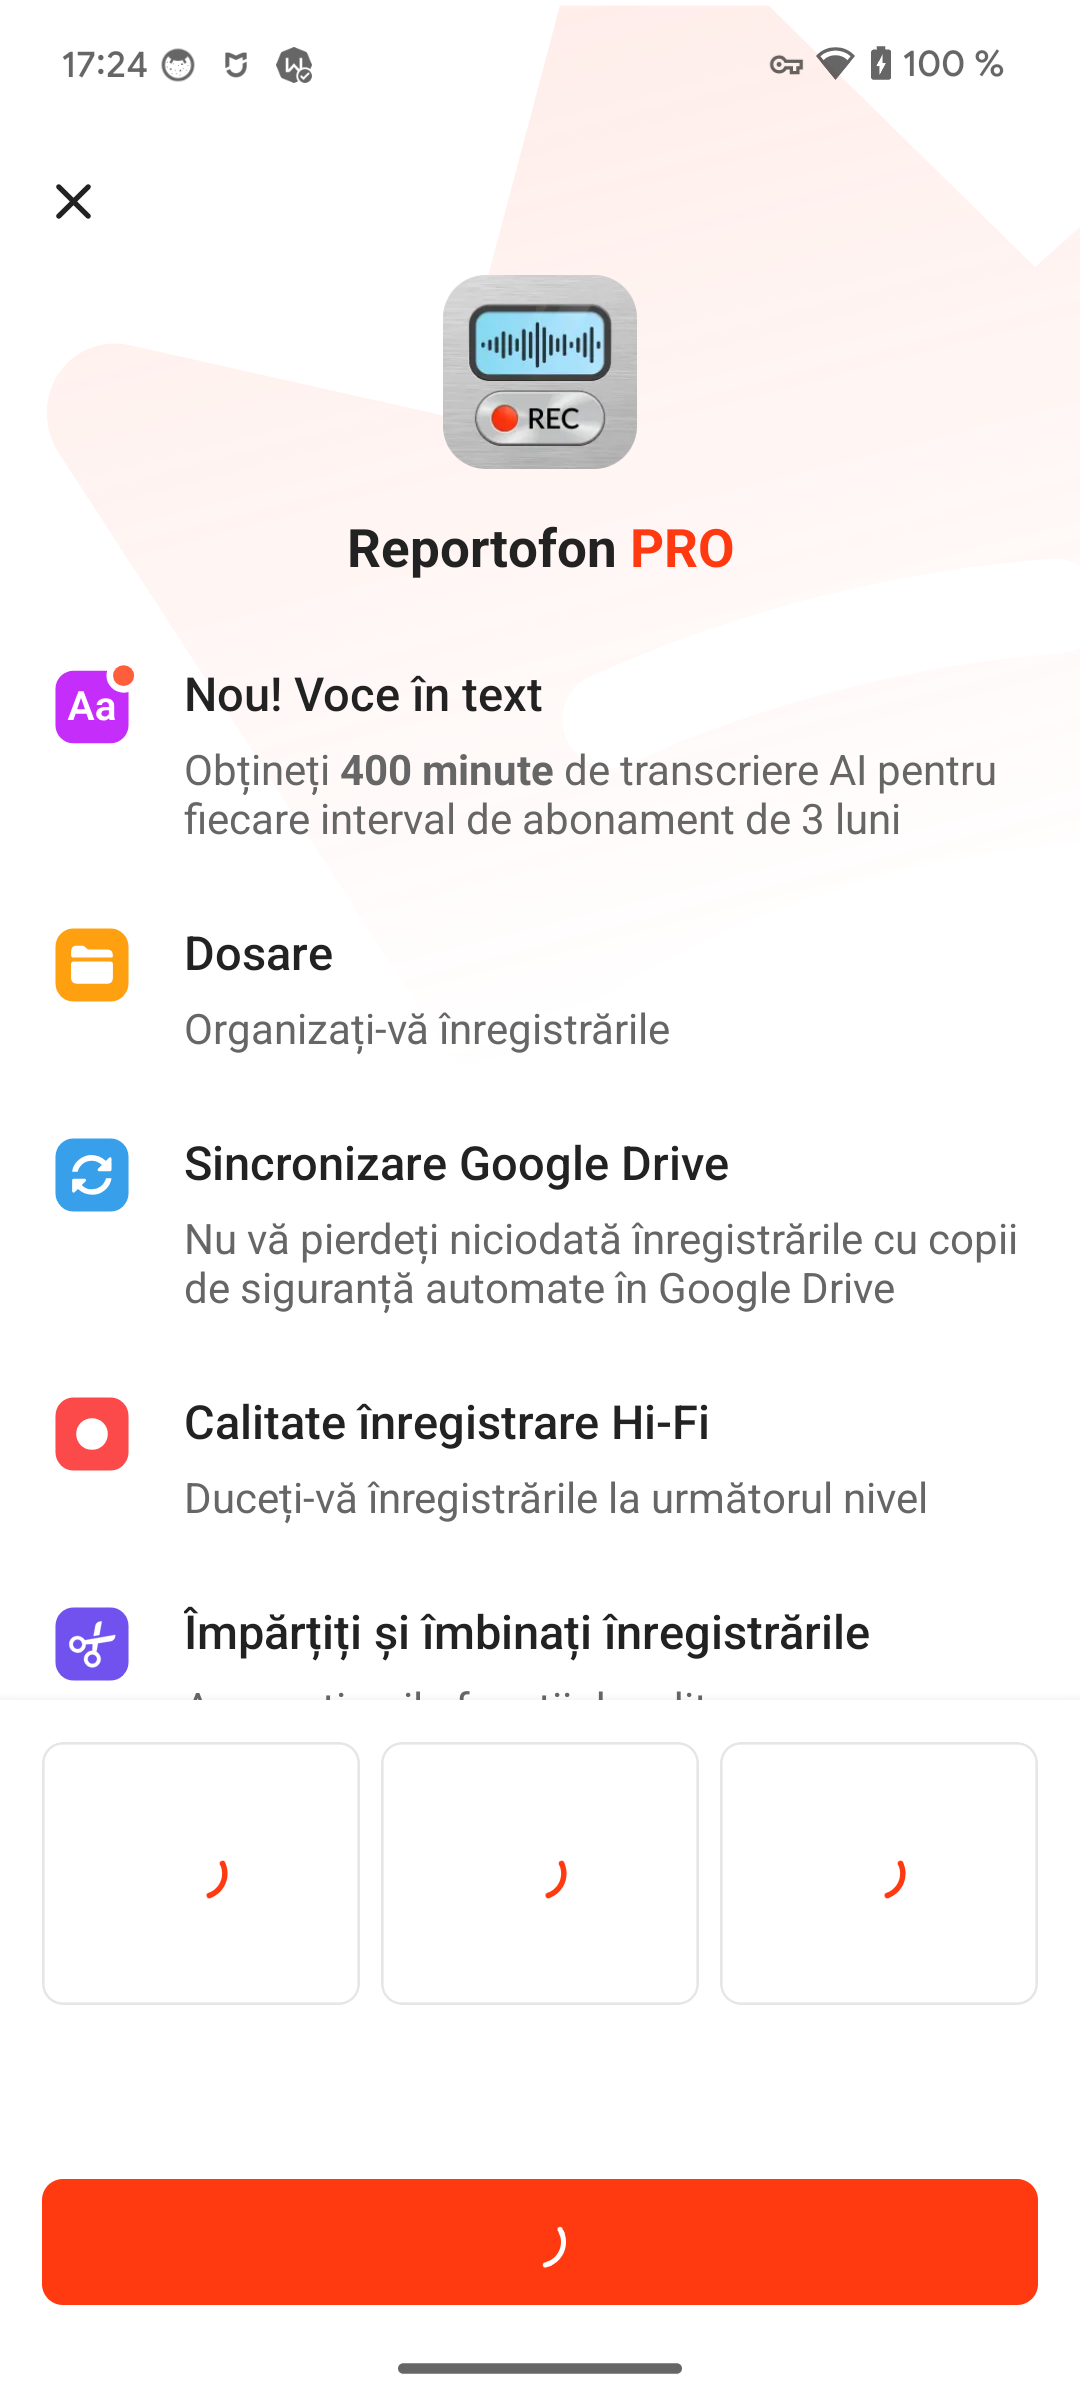 17:24
100 %
REC
Reportofon PRO
Aa
Nou! Voce în text
Obțineți 400 minute de transcriere AI pentru
fiecare interval de abonament de 3 luni
Dosare
Organizați-vă înregistrările
Sincronizare Google Drive
Nu vă pierdeți niciodată înregistrările cu copii
de siguranță automate în Google Drive
Calitate înregistrare Hi-Fi
Duceți-vă înregistrările la următorul nivel
Împărțiți și îmbinați înregistrările